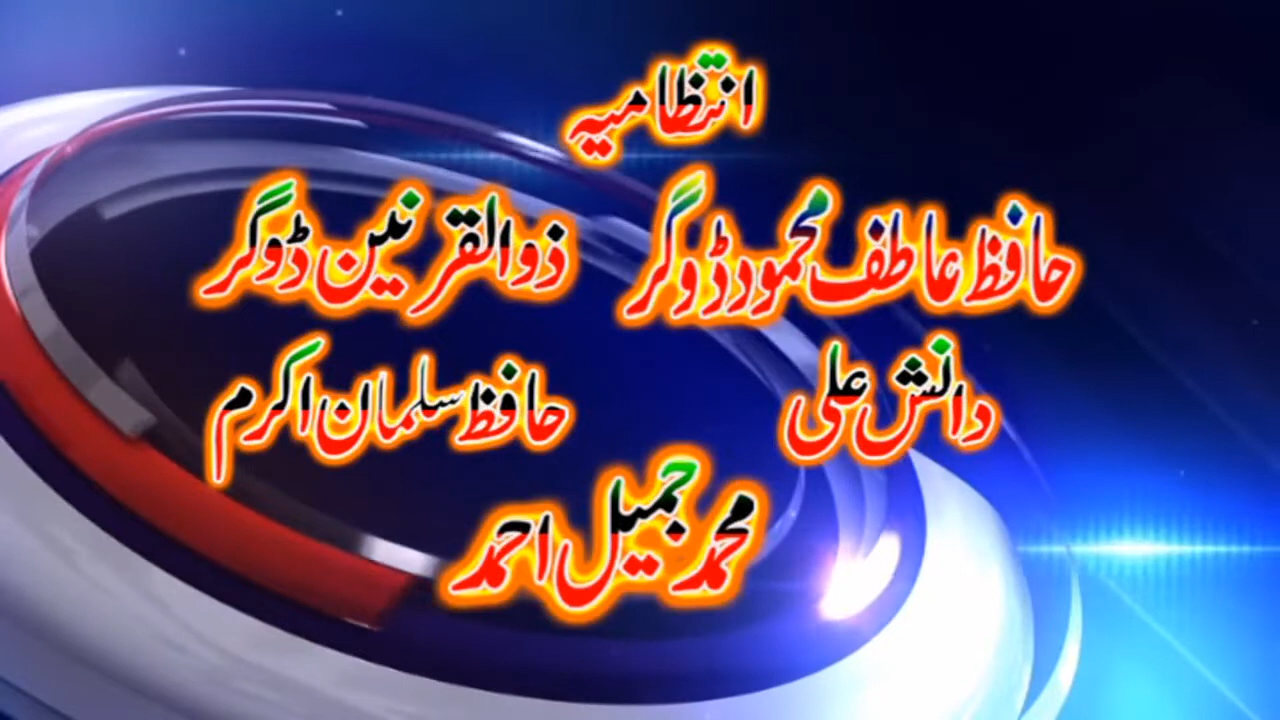 انتظامیہ
حافظ عاطف محمود ڈوگر ذوالقرنین ڈوگر
دانش علی حافظ سلمان اکرم
محمد جمیل احمد